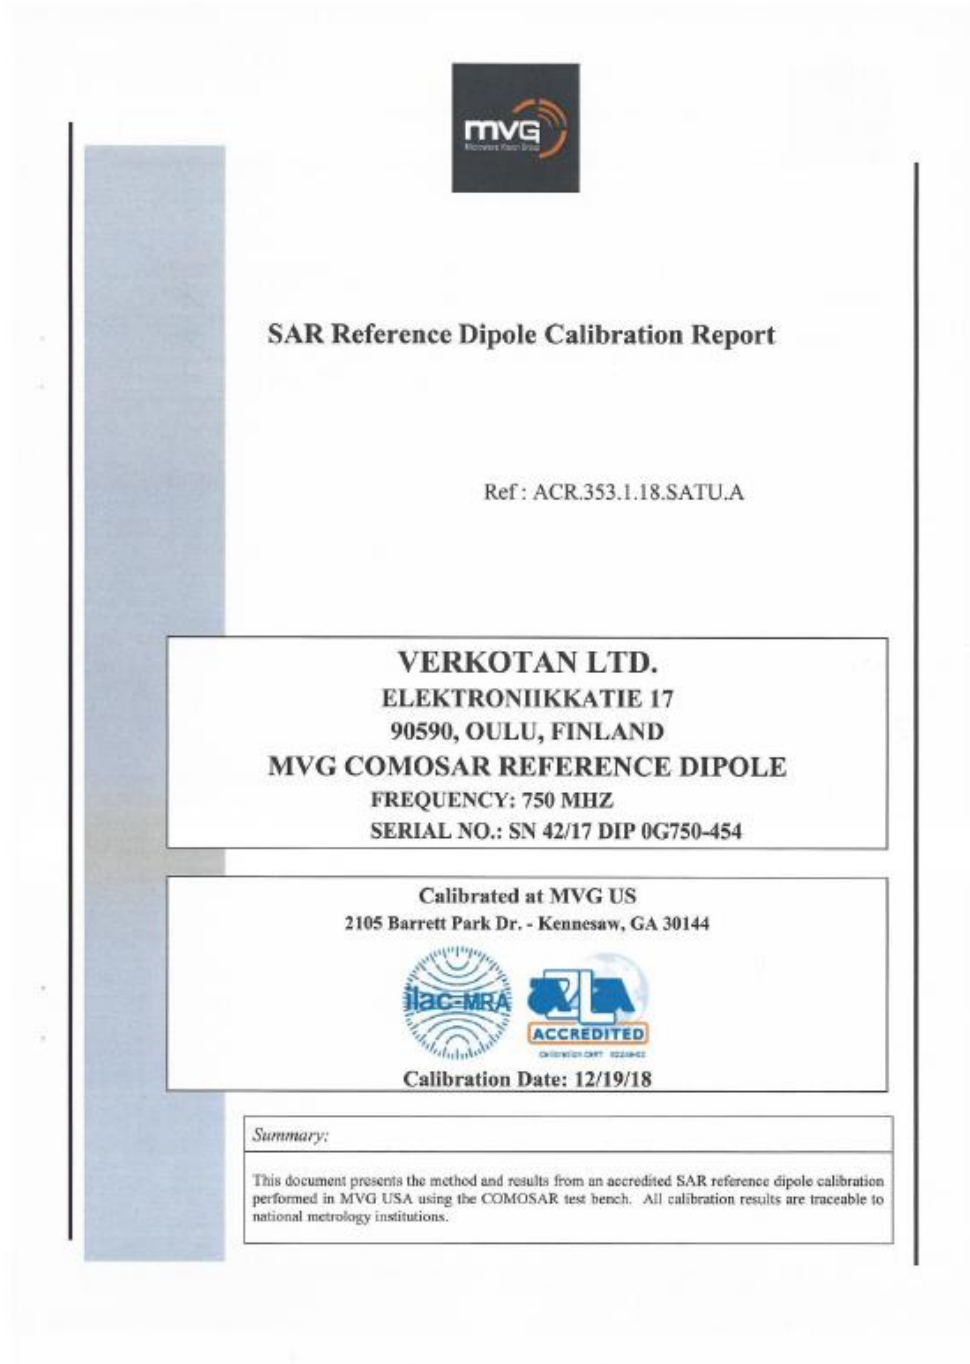 mvg
Microwave Vision Group
SAR Reference Dipole Calibration Report
Ref : ACR.353.1.18.SATU.A
VERKOTAN LTD.
ELEKTRONIIKKATIE 17
90590, OULU, FINLAND
MVG COMOSAR REFERENCE DIPOLE
FREQUENCY: 750 MHZ
SERIAL NO.: SN 42/17 DIP 0G750-454
Calibrated at MVG US
2105 Barrett Park Dr. - Kennesaw, GA 30144
ilac-MRA
A2LA
ACCREDITED
Calibration Date: 12/19/18
Summary:
This document presents the method and results from an accredited SAR reference dipole calibration
performed in MVG USA using the COMOSAR test bench. All calibration results are traceable to
national metrology institutions.